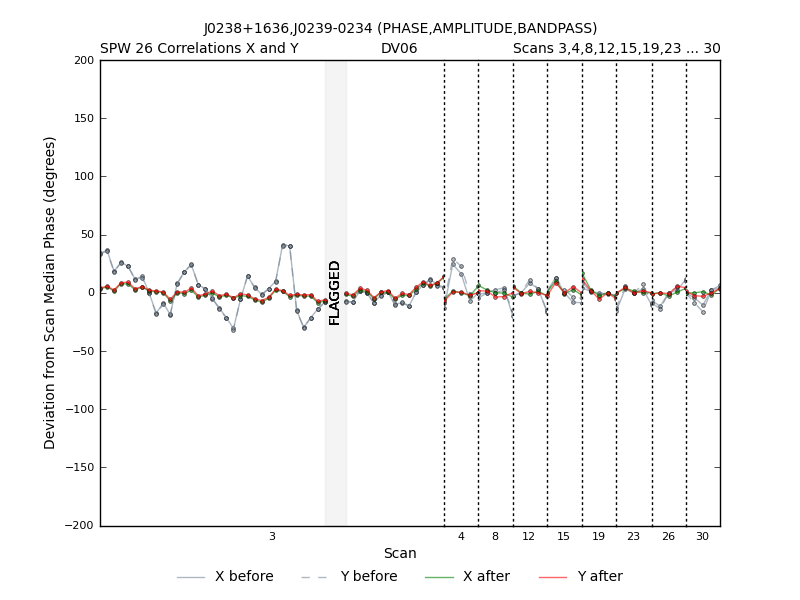 J0238+1636,J0239-0234 (PHASE,AMPLITUDE,BANDPASS)
SPW 26 Correlations X and Y DV06 Scans 3,4,8,12,15,19,23 ... 30
200
150
100
50
0
−50
−100
−150
−200
Deviation from Scan Median Phase (degrees)
FLAGGED
3 4 8 12 15 19 23 26 30
Scan
X before Y before X after Y after